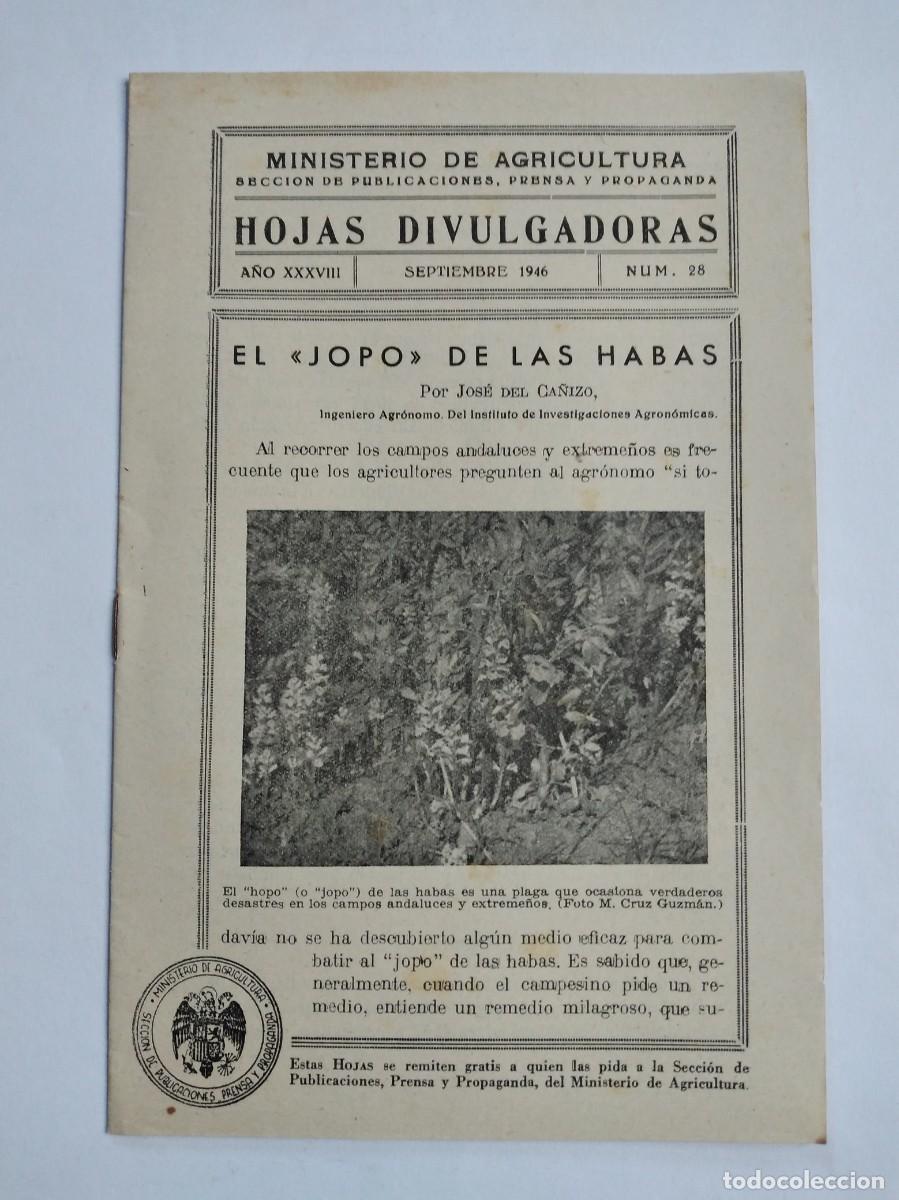 MINISTERIO DE AGRICULTURA
SECCION DE PUBLICACIONES, PRENSA Y PROPAGANDA
HOJAS DIVULGADORAS
AÑO XXXVIII SEPTIEMBRE 1946 NUM. 28
EL «JOPO» DE LAS HABAS
Por JOSÉ DEL CAÑIZO,
Ingeniero Agrónomo. Del Instituto de Investigaciones Agronómicas.
Al recorrer los campos andaluces y extremeños es fre-
cuente que los agricultores pregunten al agrónomo "si to-
El "hopo" (o "jopo") de las habas es una plaga que ocasiona verdaderos
desastres en los campos andaluces y extremeños. (Foto M. Cruz Guzmán.)
davía no se ha descubierto algún medio eficaz para com-
batir al "jopo" de las habas. Es sabido que, ge-
neralmente, cuando el campesino pide un re-
medio, entiende un remedio milagroso, que su-
· MINISTERIO DE AGRICULTURA ·
SECCION DE PUBLICACIONES, PRENSA Y PROPAGANDA
Estas HOJAS se remiten gratis a quien las pida a la Sección de
Publicaciones, Prensa y Propaganda, del Ministerio de Agricultura.
todocoleccion